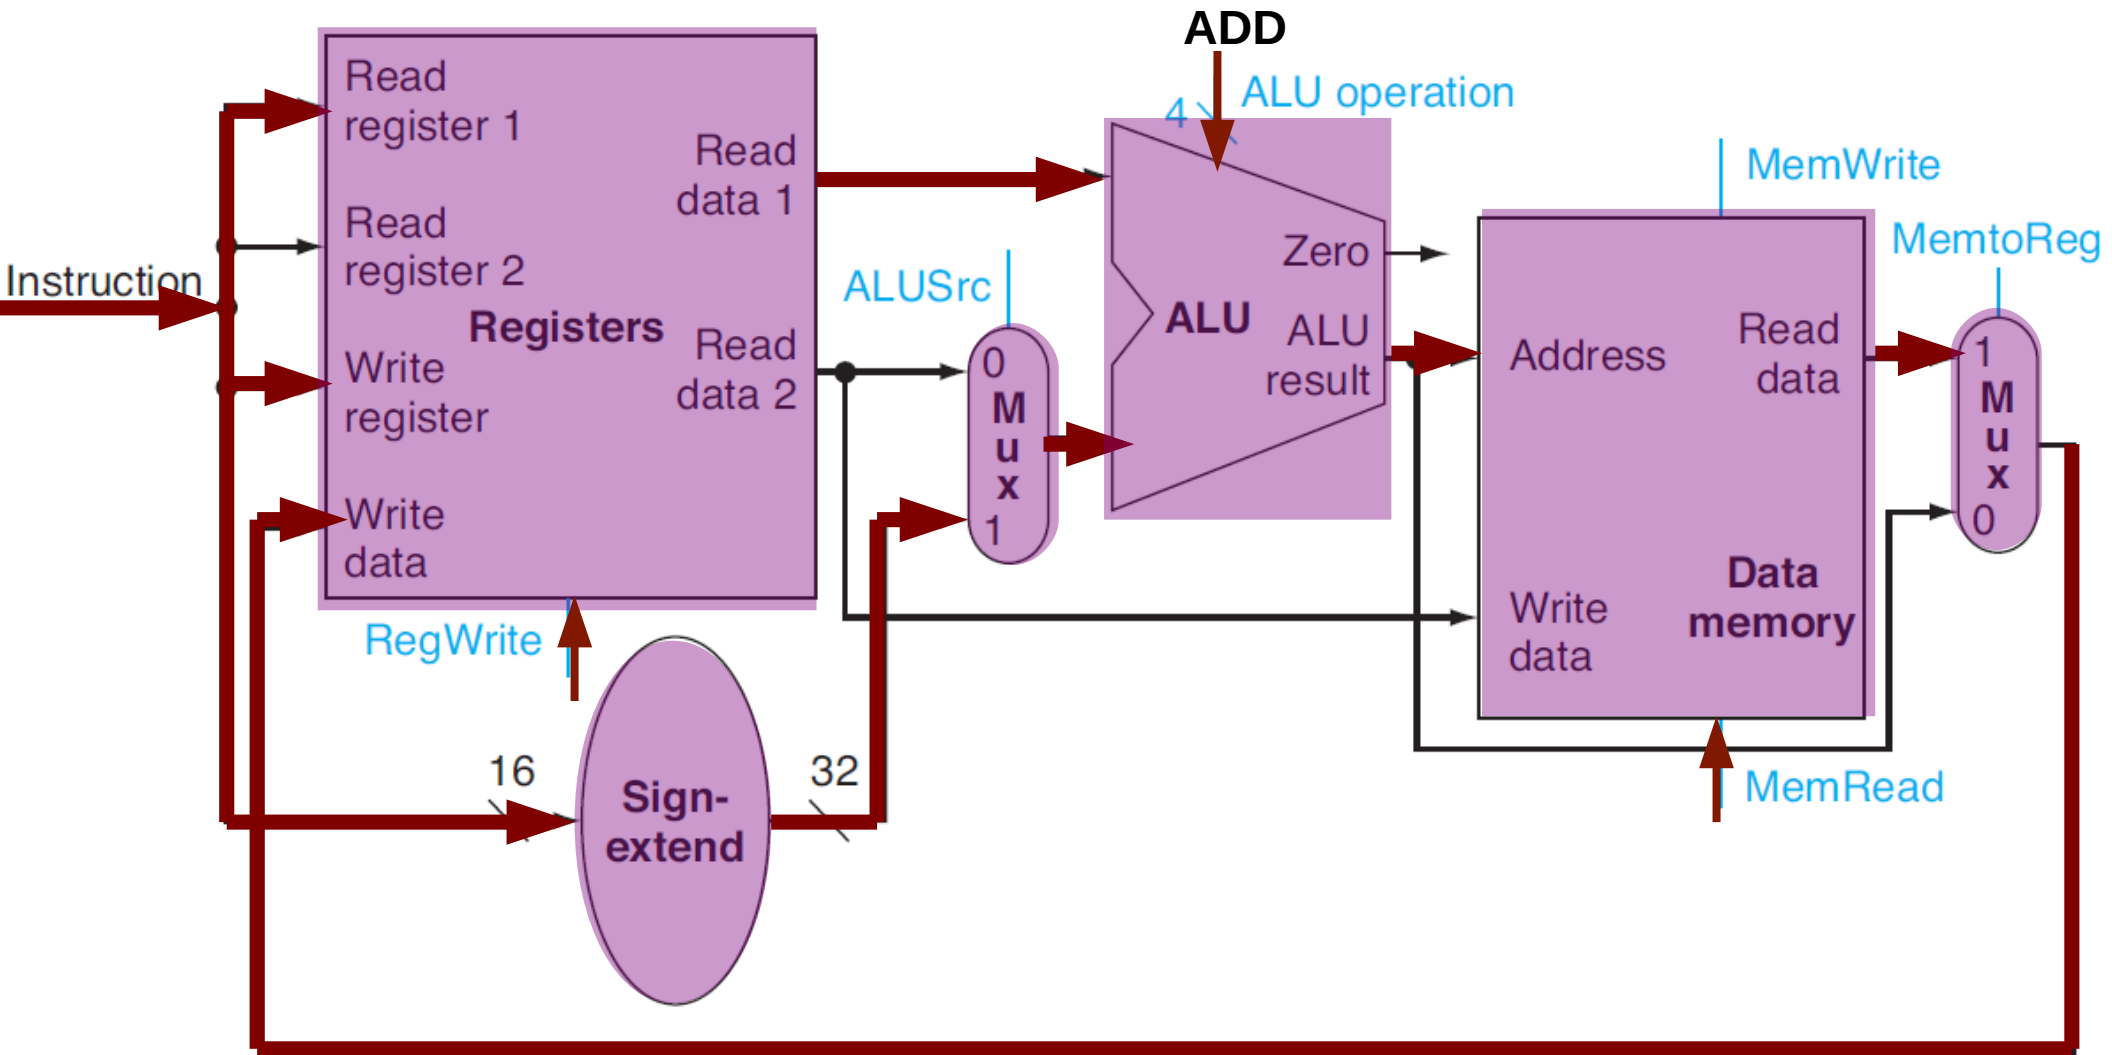 ADD
4
ALU operation
Instruction
Read
register 1
Read
register 2
Write
register
Write
data
Registers
Read
data 1
Read
data 2
RegWrite
16
Sign-
extend
32
ALUSrc
0
M
u
x
1
ALU
Zero
ALU
result
MemWrite
Address
Read
data
Write
data
Data
memory
MemRead
MemtoReg
1
M
u
x
0